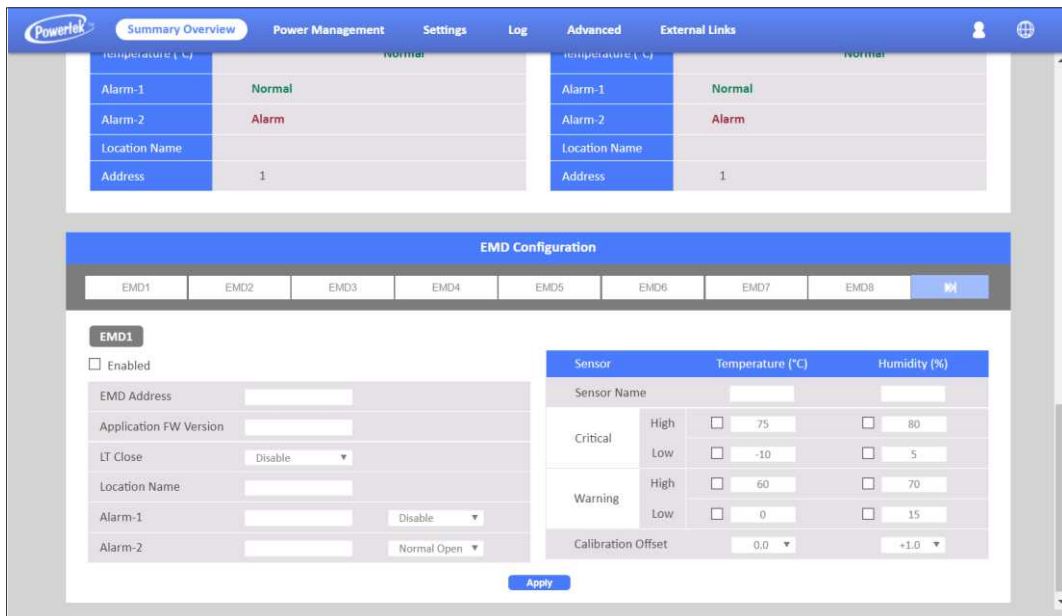 Powertek Summary Overview Power Management Settings Log Advanced External Links
Temperature (°C) Normal Temperature (°C) Normal
Alarm-1 Normal Alarm-1 Normal
Alarm-2 Alarm Alarm-2 Alarm
Location Name Location Name
Address 1 Address 1
EMD Configuration
EMD1 EMD2 EMD3 EMD4 EMD5 EMD6 EMD7 EMD8
EMD1
Enabled
EMD Address
Application FW Version
LT Close Disable
Location Name
Alarm-1 Disable
Alarm-2 Normal Open
Sensor Temperature (°C) Humidity (%)
Sensor Name
Critical
High 75 80
Low -10 5
Warning
High 60 70
Low 0 15
Calibration Offset 0.0 +1.0
Apply